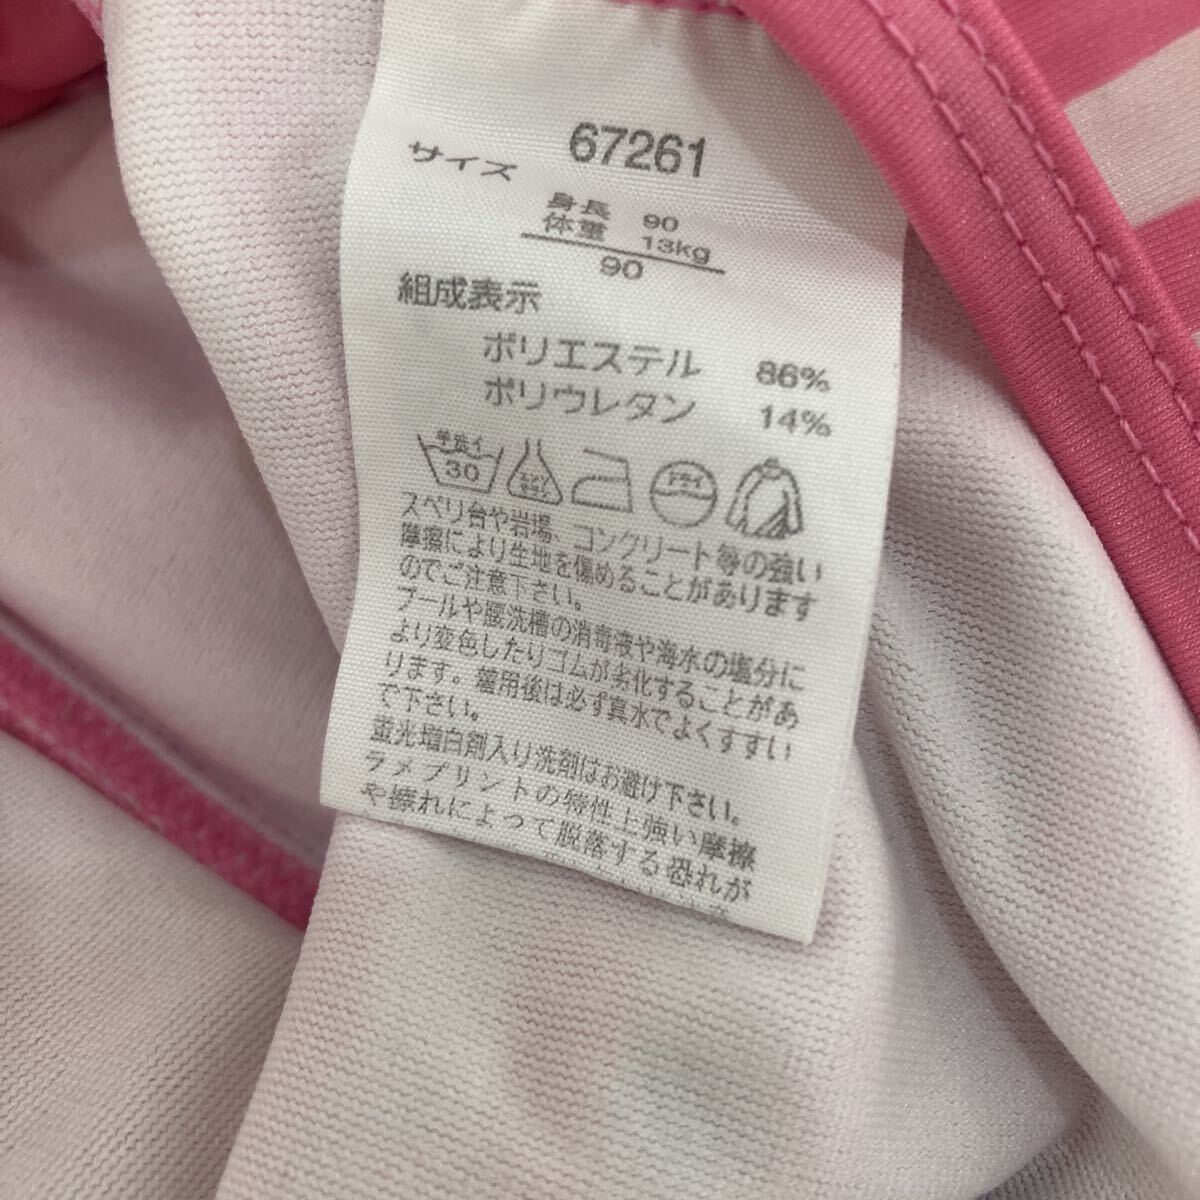 67261
サイズ
身長 90
体重 13kg
90
組成表示
ポリエステル 86%
ポリウレタン 14%
手洗イ
30
ドライ
スベリ台や岩場、コンクリート等の強い
摩擦により生地を傷めることがあります
のでご注意下さい。
プールや腰洗槽の消毒液や海水の塩分に
より変色したりゴムが劣化することがあ
ります。着用後は必ず真水でよくすすい
で下さい。
蛍光増白剤入り洗剤はお避け下さい。
ラメプリントの特性上強い摩擦
や擦れによって脱落する恐れが